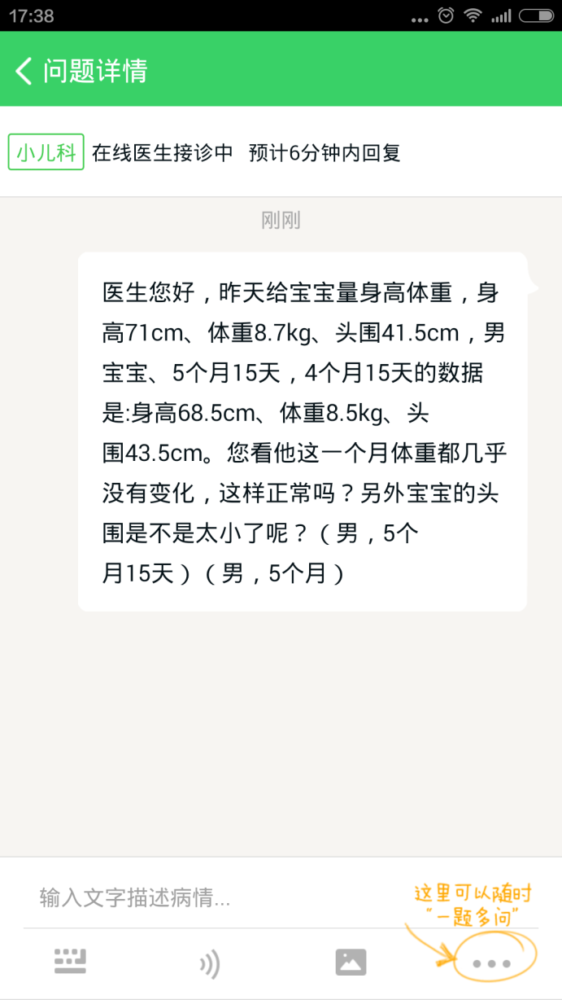 17:38
问题详情
小儿科 在线医生接诊中 预计6分钟内回复
刚刚
医生您好，昨天给宝宝量身高体重，身
高71cm、体重8.7kg、头围41.5cm，男
宝宝、5个月15天，4个月15天的数据
是:身高68.5cm、体重8.5kg、头
围43.5cm。您看他这一个月体重都几乎
没有变化，这样正常吗？另外宝宝的头
围是不是太小了呢？（男，5个
月15天）（男，5个月）
输入文字描述病情...
这里可以随时
“一题多问”